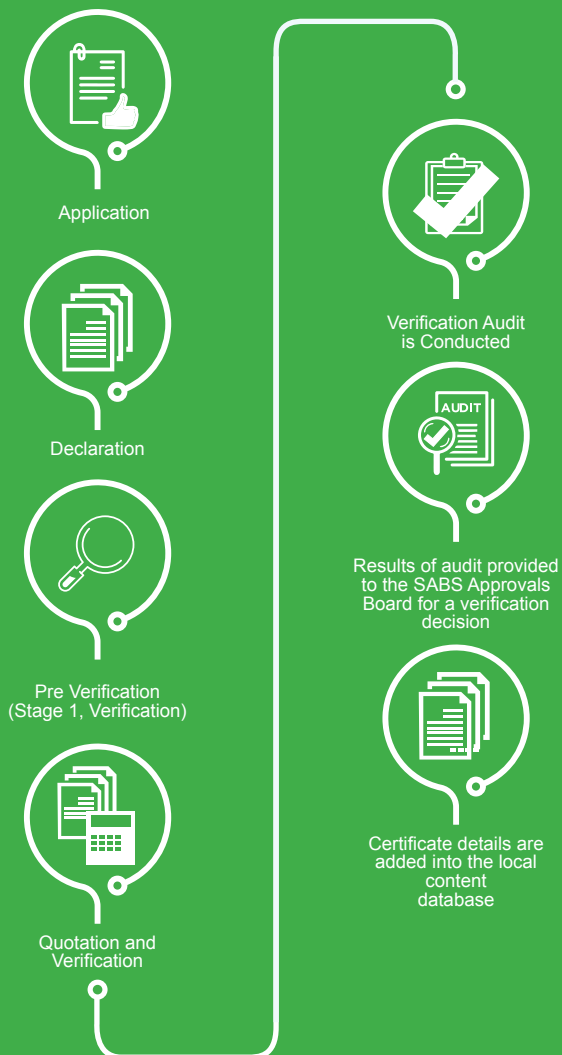 Application
Declaration
Pre Verification
(Stage 1, Verification)
Quotation and
Verification
Verification Audit
is Conducted
AUDIT
Results of audit provided
to the SABS Approvals
Board for a verification
decision
Certificate details are
added into the local
content
database